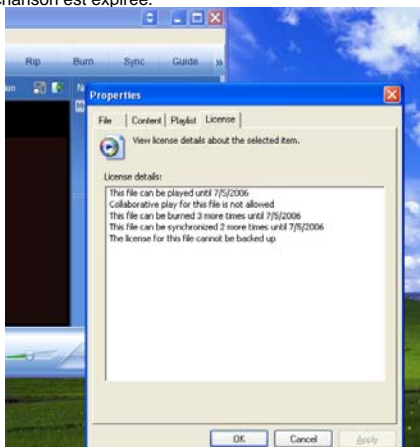 chanson est expirée.
Rip Burn Sync Guide »
Properties
File Content Playlist License
View license details about the selected item.
License details:
This file can be played until 7/5/2006
Collaborative play for this file is not allowed
This file can be burned 3 more times until 7/5/2006
This file can be synchronized 2 more times until 7/5/2006
The license for this file cannot be backed up
OK Cancel Apply